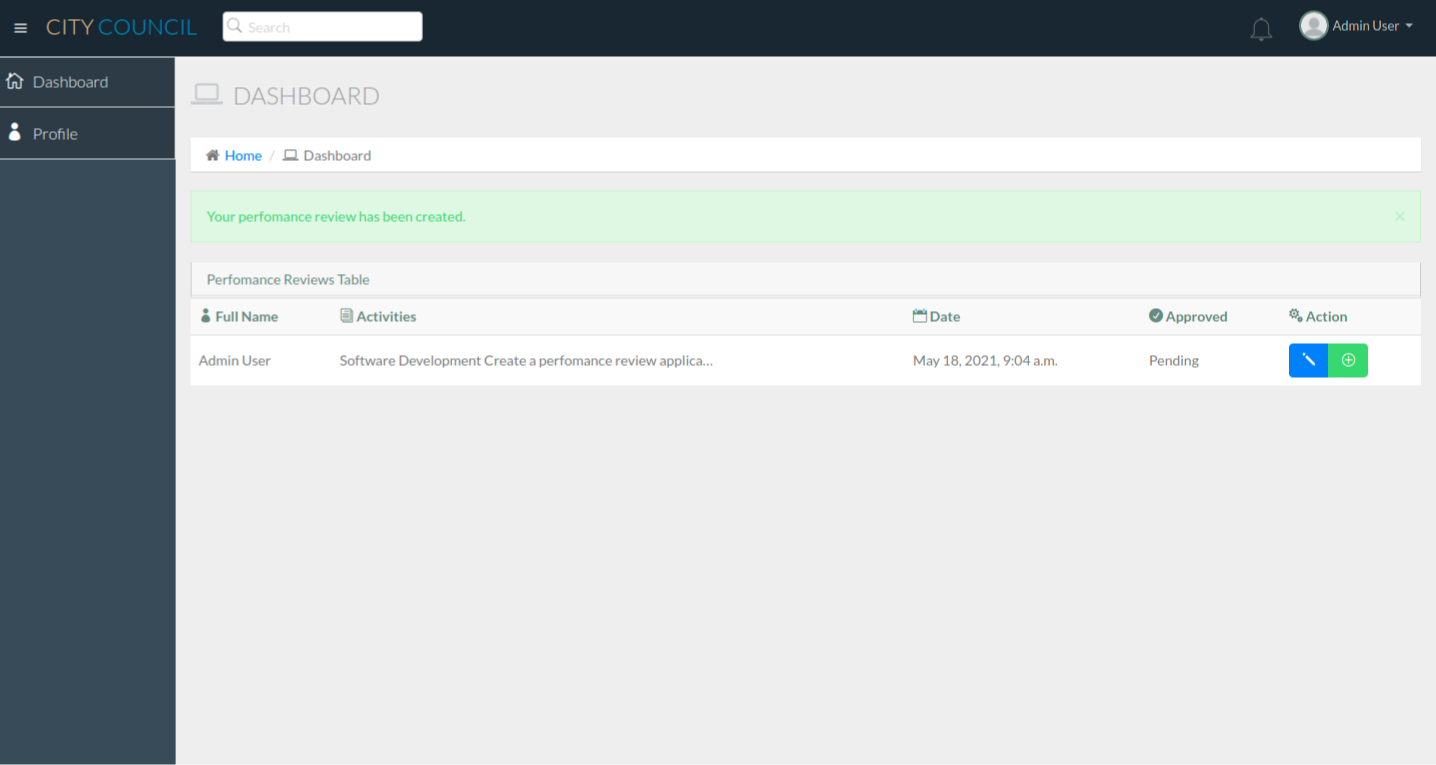 CITY COUNCIL
Search
Admin User
Dashboard
Profile
DASHBOARD
Home / Dashboard
Your perfomance review has been created.
×
Perfomance Reviews Table
Full Name Activities Date Approved Action
Admin User Software Development Create a perfomance review applica... May 18, 2021, 9:04 a.m. Pending